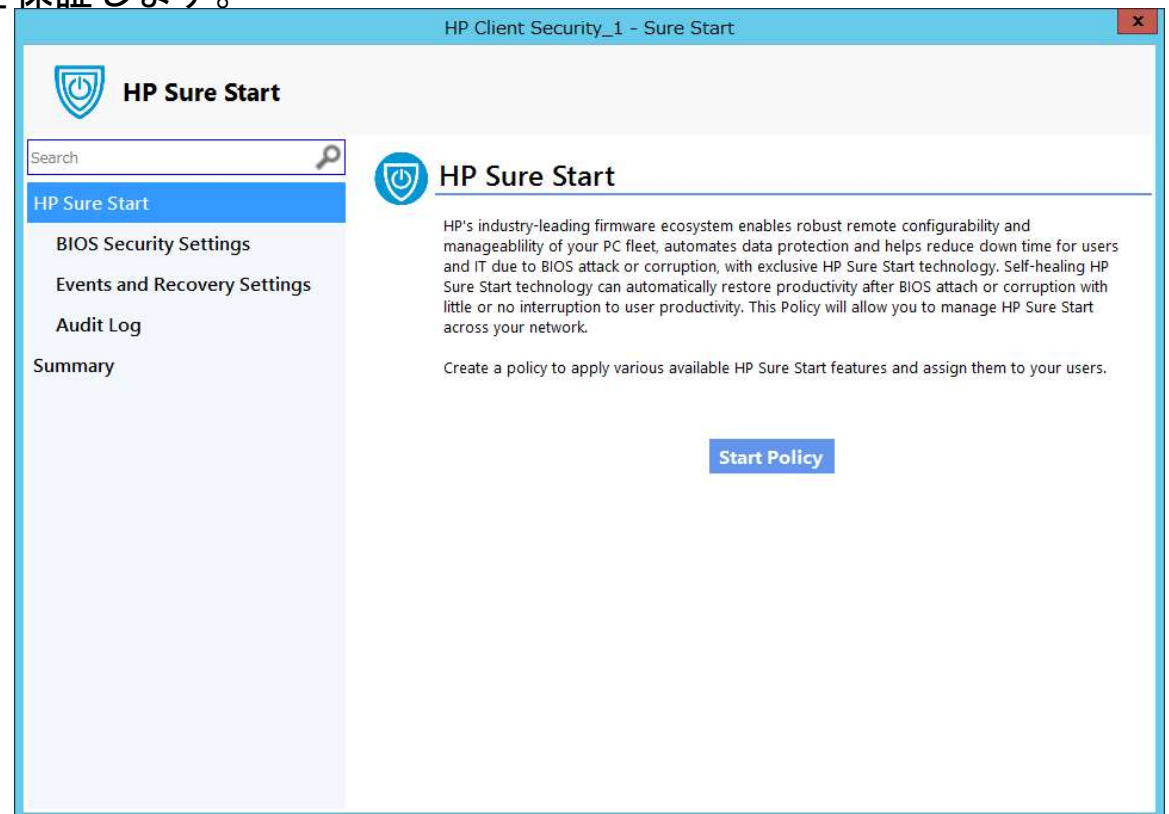 保証します。
HP Client Security_1 - Sure Start
x
HP Sure Start
Search
HP Sure Start
BIOS Security Settings
Events and Recovery Settings
Audit Log
Summary
HP Sure Start
HP's industry-leading firmware ecosystem enables robust remote configurability and
manageablility of your PC fleet, automates data protection and helps reduce down time for users
and IT due to BIOS attack or corruption, with exclusive HP Sure Start technology. Self-healing HP
Sure Start technology can automatically restore productivity after BIOS attach or corruption with
little or no interruption to user productivity. This Policy will allow you to manage HP Sure Start
across your network.
Create a policy to apply various available HP Sure Start features and assign them to your users.
Start Policy